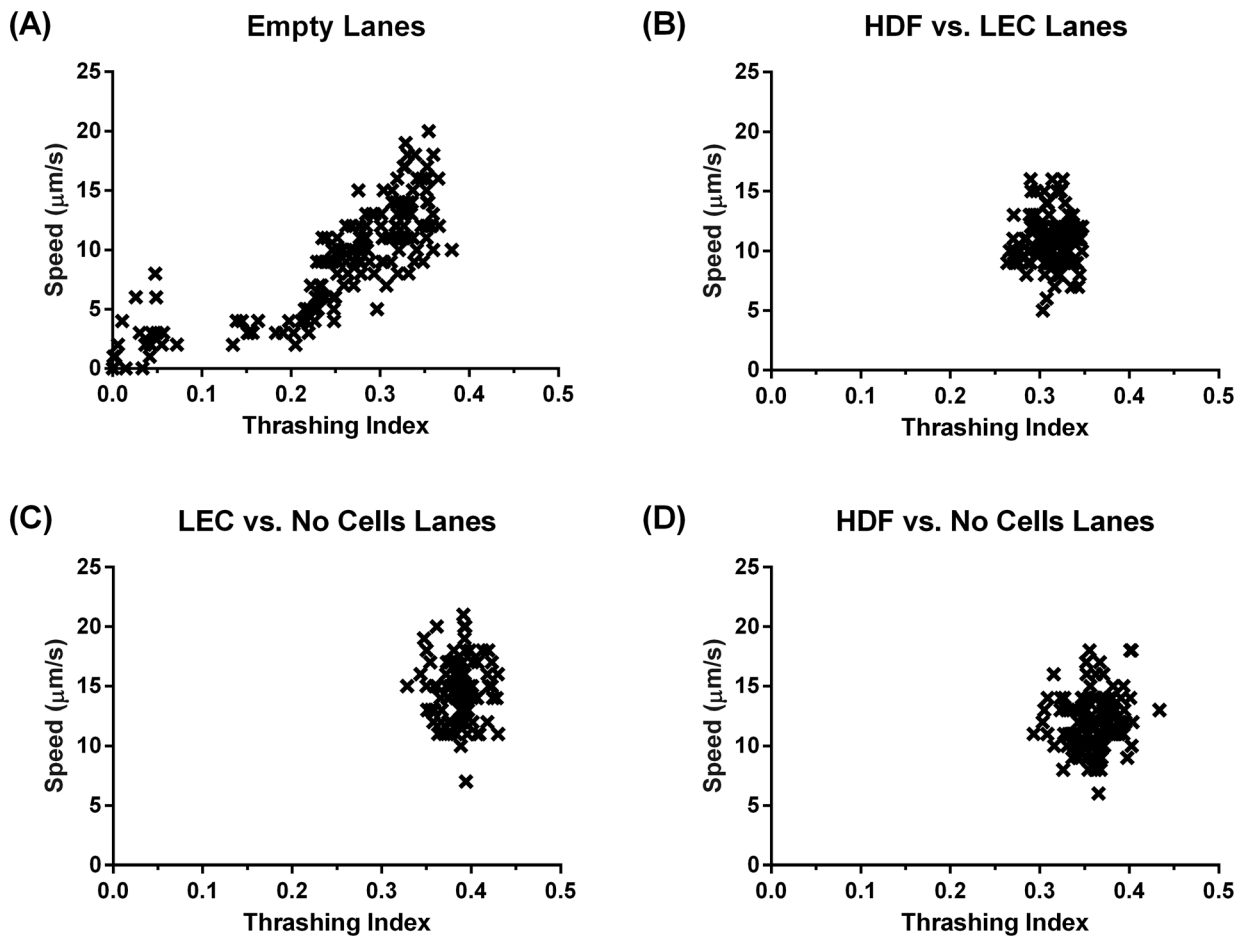 (A) Empty Lanes
25
20
15
10
5
0
Speed (μm/s)
0.0 0.1 0.2 0.3 0.4 0.5
Thrashing Index
(B) HDF vs. LEC Lanes
25
20
15
10
5
0
Speed (μm/s)
0.0 0.1 0.2 0.3 0.4 0.5
Thrashing Index
(C) LEC vs. No Cells Lanes
25
20
15
10
5
0
Speed (μm/s)
0.0 0.1 0.2 0.3 0.4 0.5
Thrashing Index
(D) HDF vs. No Cells Lanes
25
20
15
10
5
0
Speed (μm/s)
0.0 0.1 0.2 0.3 0.4 0.5
Thrashing Index